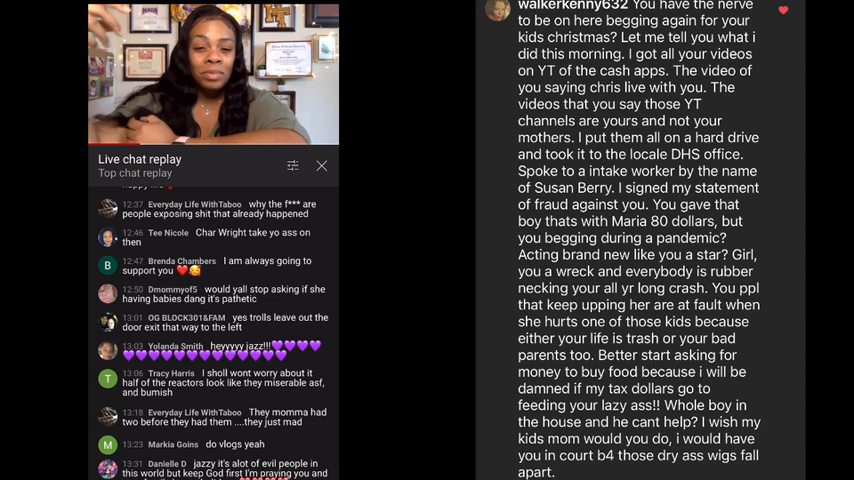 Live chat replay
Top chat replay
12:37 Everyday Life WithTaboo why the f*** are
people exposing shit that already happened
12:46 Tee Nicole Char Wright take yo ass on
then
B
12:47 Brenda Chambers I am always going to
support you ❤️🥰
12:50 Dmommyof5 would yall stop asking if she
having babies dang it's pathetic
13:01 OG BLOCK301&FAM yes trolls leave out the
door exit that way to the left
13:03 Yolanda Smith heyyyyy jazz!!!💜💜💜💜
💜💜💜💜💜💜💜💜💜💜💜💜💜
T
13:06 Tracy Harris I sholl wont worry about it
half of the reactors look like they miserable asf,
and bumish
13:18 Everyday Life WithTaboo They momma had
two before they had them ....they just mad
M
13:23 Markia Goins do vlogs yeah
13:31 Danielle D jazzy it's alot of evil people in
this world but keep God first I'm praying you and
walkerkenny632 You have the nerve
to be on here begging again for your
kids christmas? Let me tell you what i
did this morning. I got all your videos
on YT of the cash apps. The video of
you saying chris live with you. The
videos that you say those YT
channels are yours and not your
mothers. I put them all on a hard drive
and took it to the locale DHS office.
Spoke to a intake worker by the name
of Susan Berry. I signed my statement
of fraud against you. You gave that
boy thats with Maria 80 dollars, but
you begging during a pandemic?
Acting brand new like you a star? Girl,
you a wreck and everybody is rubber
necking your all yr long crash. You ppl
that keep upping her are at fault when
she hurts one of those kids because
either your life is trash or your bad
parents too. Better start asking for
money to buy food because i will be
damned if my tax dollars go to
feeding your lazy ass!! Whole boy in
the house and he cant help? I wish my
kids mom would you do, i would have
you in court b4 those dry ass wigs fall
apart.